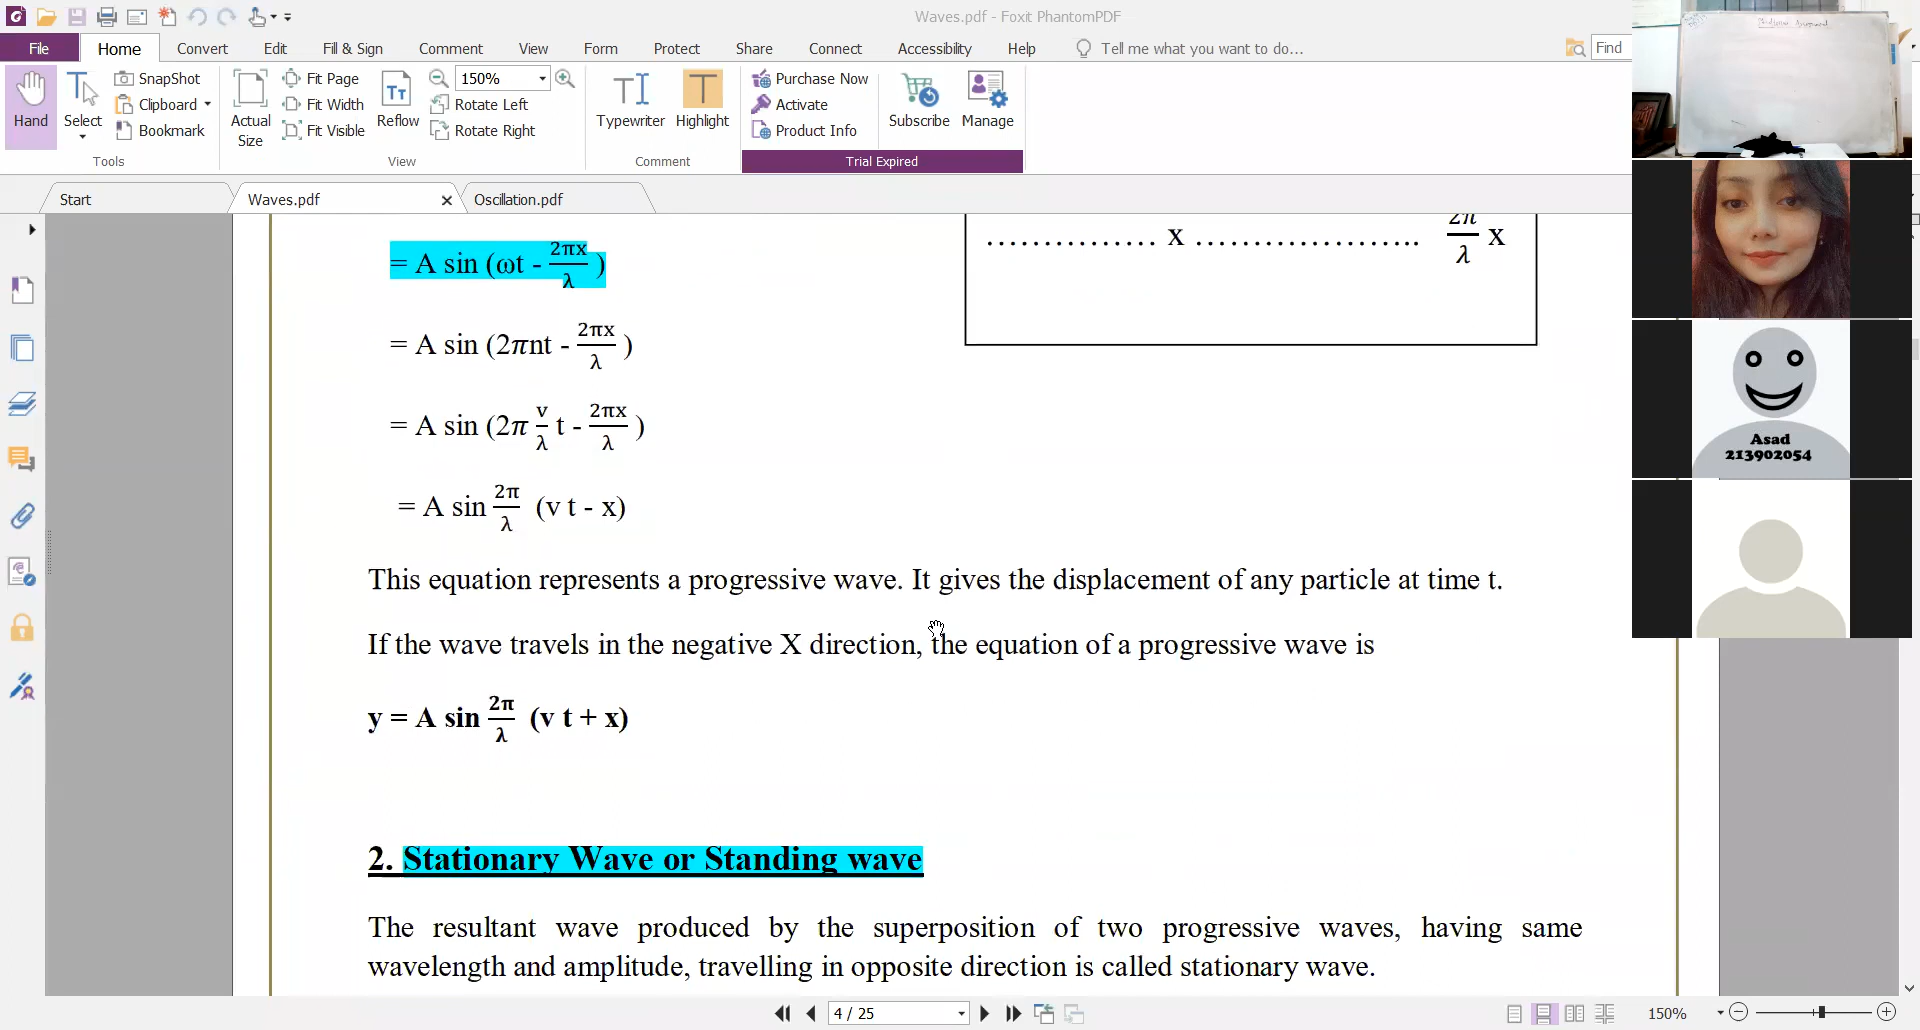 Waves.pdf - Foxit PhantomPDF
File Home Convert Edit Fill & Sign Comment View Form Protect Share Connect Accessibility Help Tell me what you want to do... Find
Hand
Select
SnapShot
Clipboard
Bookmark
Tools
Actual Size
Fit Page
Fit Width
Fit Visible
Reflow
150%
Rotate Left
Rotate Right
View
Typewriter
Highlight
Comment
Purchase Now
Activate
Product Info
Subscribe
Manage
Trial Expired
Start Waves.pdf Oscillation.pdf
= A sin (ωt - 2πx/λ )
............... x ..................... 2π/λ x
= A sin (2πnt - 2πx/λ )
= A sin (2π v/λ t - 2πx/λ )
= A sin 2π/λ (v t - x)
This equation represents a progressive wave. It gives the displacement of any particle at time t.
If the wave travels in the negative X direction, the equation of a progressive wave is
y = A sin 2π/λ (v t + x)
2. Stationary Wave or Standing wave
The resultant wave produced by the superposition of two progressive waves, having same
wavelength and amplitude, travelling in opposite direction is called stationary wave.
Asad
213902054
4 / 25
150%